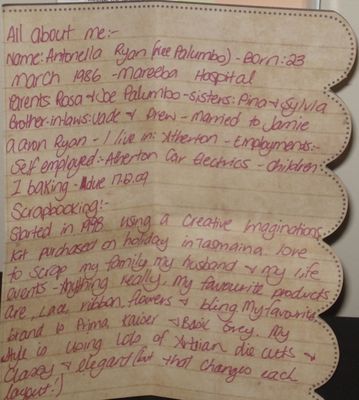 All about me:-
Name: Antonella Ryan (nee Palumbo) - Born: 23
March 1986 - Mareeba Hospital
Parents Rosa & Joe Palumbo - sisters: Pina & Sylvia
Brother-in-laws: Jade & Drew - Married to Jamie
Aaron Ryan - I live in: Atherton - Employments:-
Self employed - Atherton Car Electrics - children:
1 baking - due 17.12.09
Scrapbooking:-
Started in 1998 using a Creative Imaginations
kit purchased on holiday in Tasmaina. love
to Scrap my family my husband & my life
events - Anything Really, my favourite products
are, Lace, ribbon, flowers & bling. My favourite
brand is Prima, Kaiser & Basic Grey. My
style is using lots of die cuts &
Classy & elegant (but that changes each
layout!)